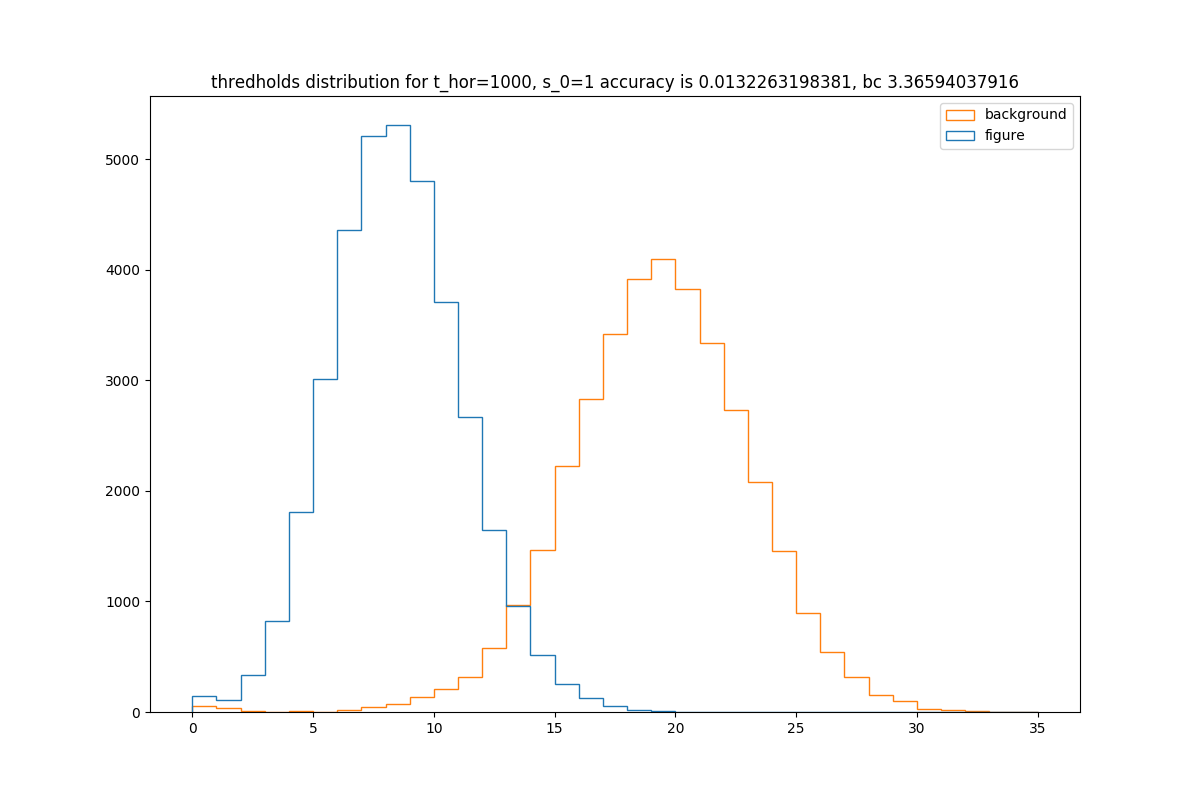 thredholds distribution for t_hor=1000, s_0=1 accuracy is 0.0132263198381, bc 3.36594037916
background
figure
5000
4000
3000
2000
1000
0
0 5 10 15 20 25 30 35